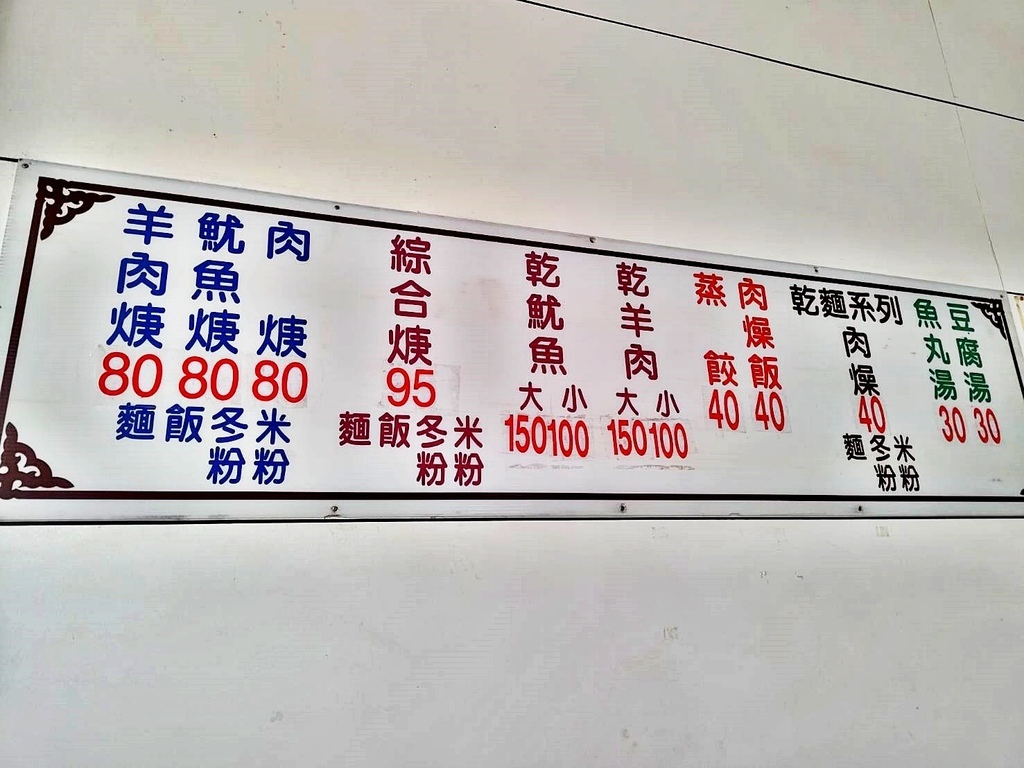 羊肉焿
80
魷魚焿
80
肉焿
80
麵 飯 冬粉 米粉
綜合焿
95
麵 飯 冬粉 米粉
乾魷魚
大 小
150 100
乾羊肉
大 小
150 100
蒸餃
40
肉燥飯
40
乾麵系列
肉燥
40
麵 冬粉 米粉
魚丸湯
30
豆腐湯
30